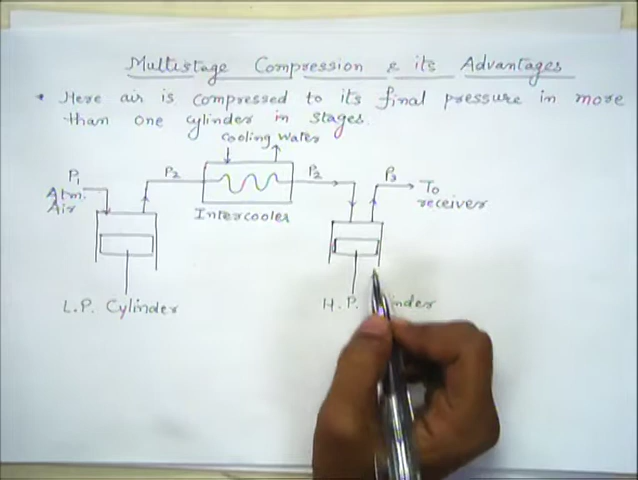 Multistage Compression & its Advantages
• Here air is compressed to its final pressure in more
than one cylinder in stages.
cooling water
P1 P2 P2 P3
Atm. To
Air Intercooler receiver
L.P. Cylinder H.P.